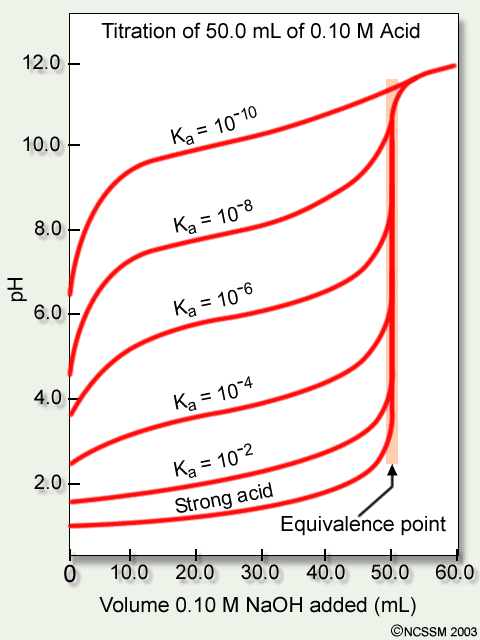 Titration of 50.0 mL of 0.10 M Acid
12.0
10.0
8.0
6.0
4.0
2.0
pH
Ka = 10⁻¹⁰
Ka = 10⁻⁸
Ka = 10⁻⁶
Ka = 10⁻⁴
Ka = 10⁻²
Strong acid
Equivalence point
0 10.0 20.0 30.0 40.0 50.0 60.0
Volume 0.10 M NaOH added (mL)
©NCSSM 2003